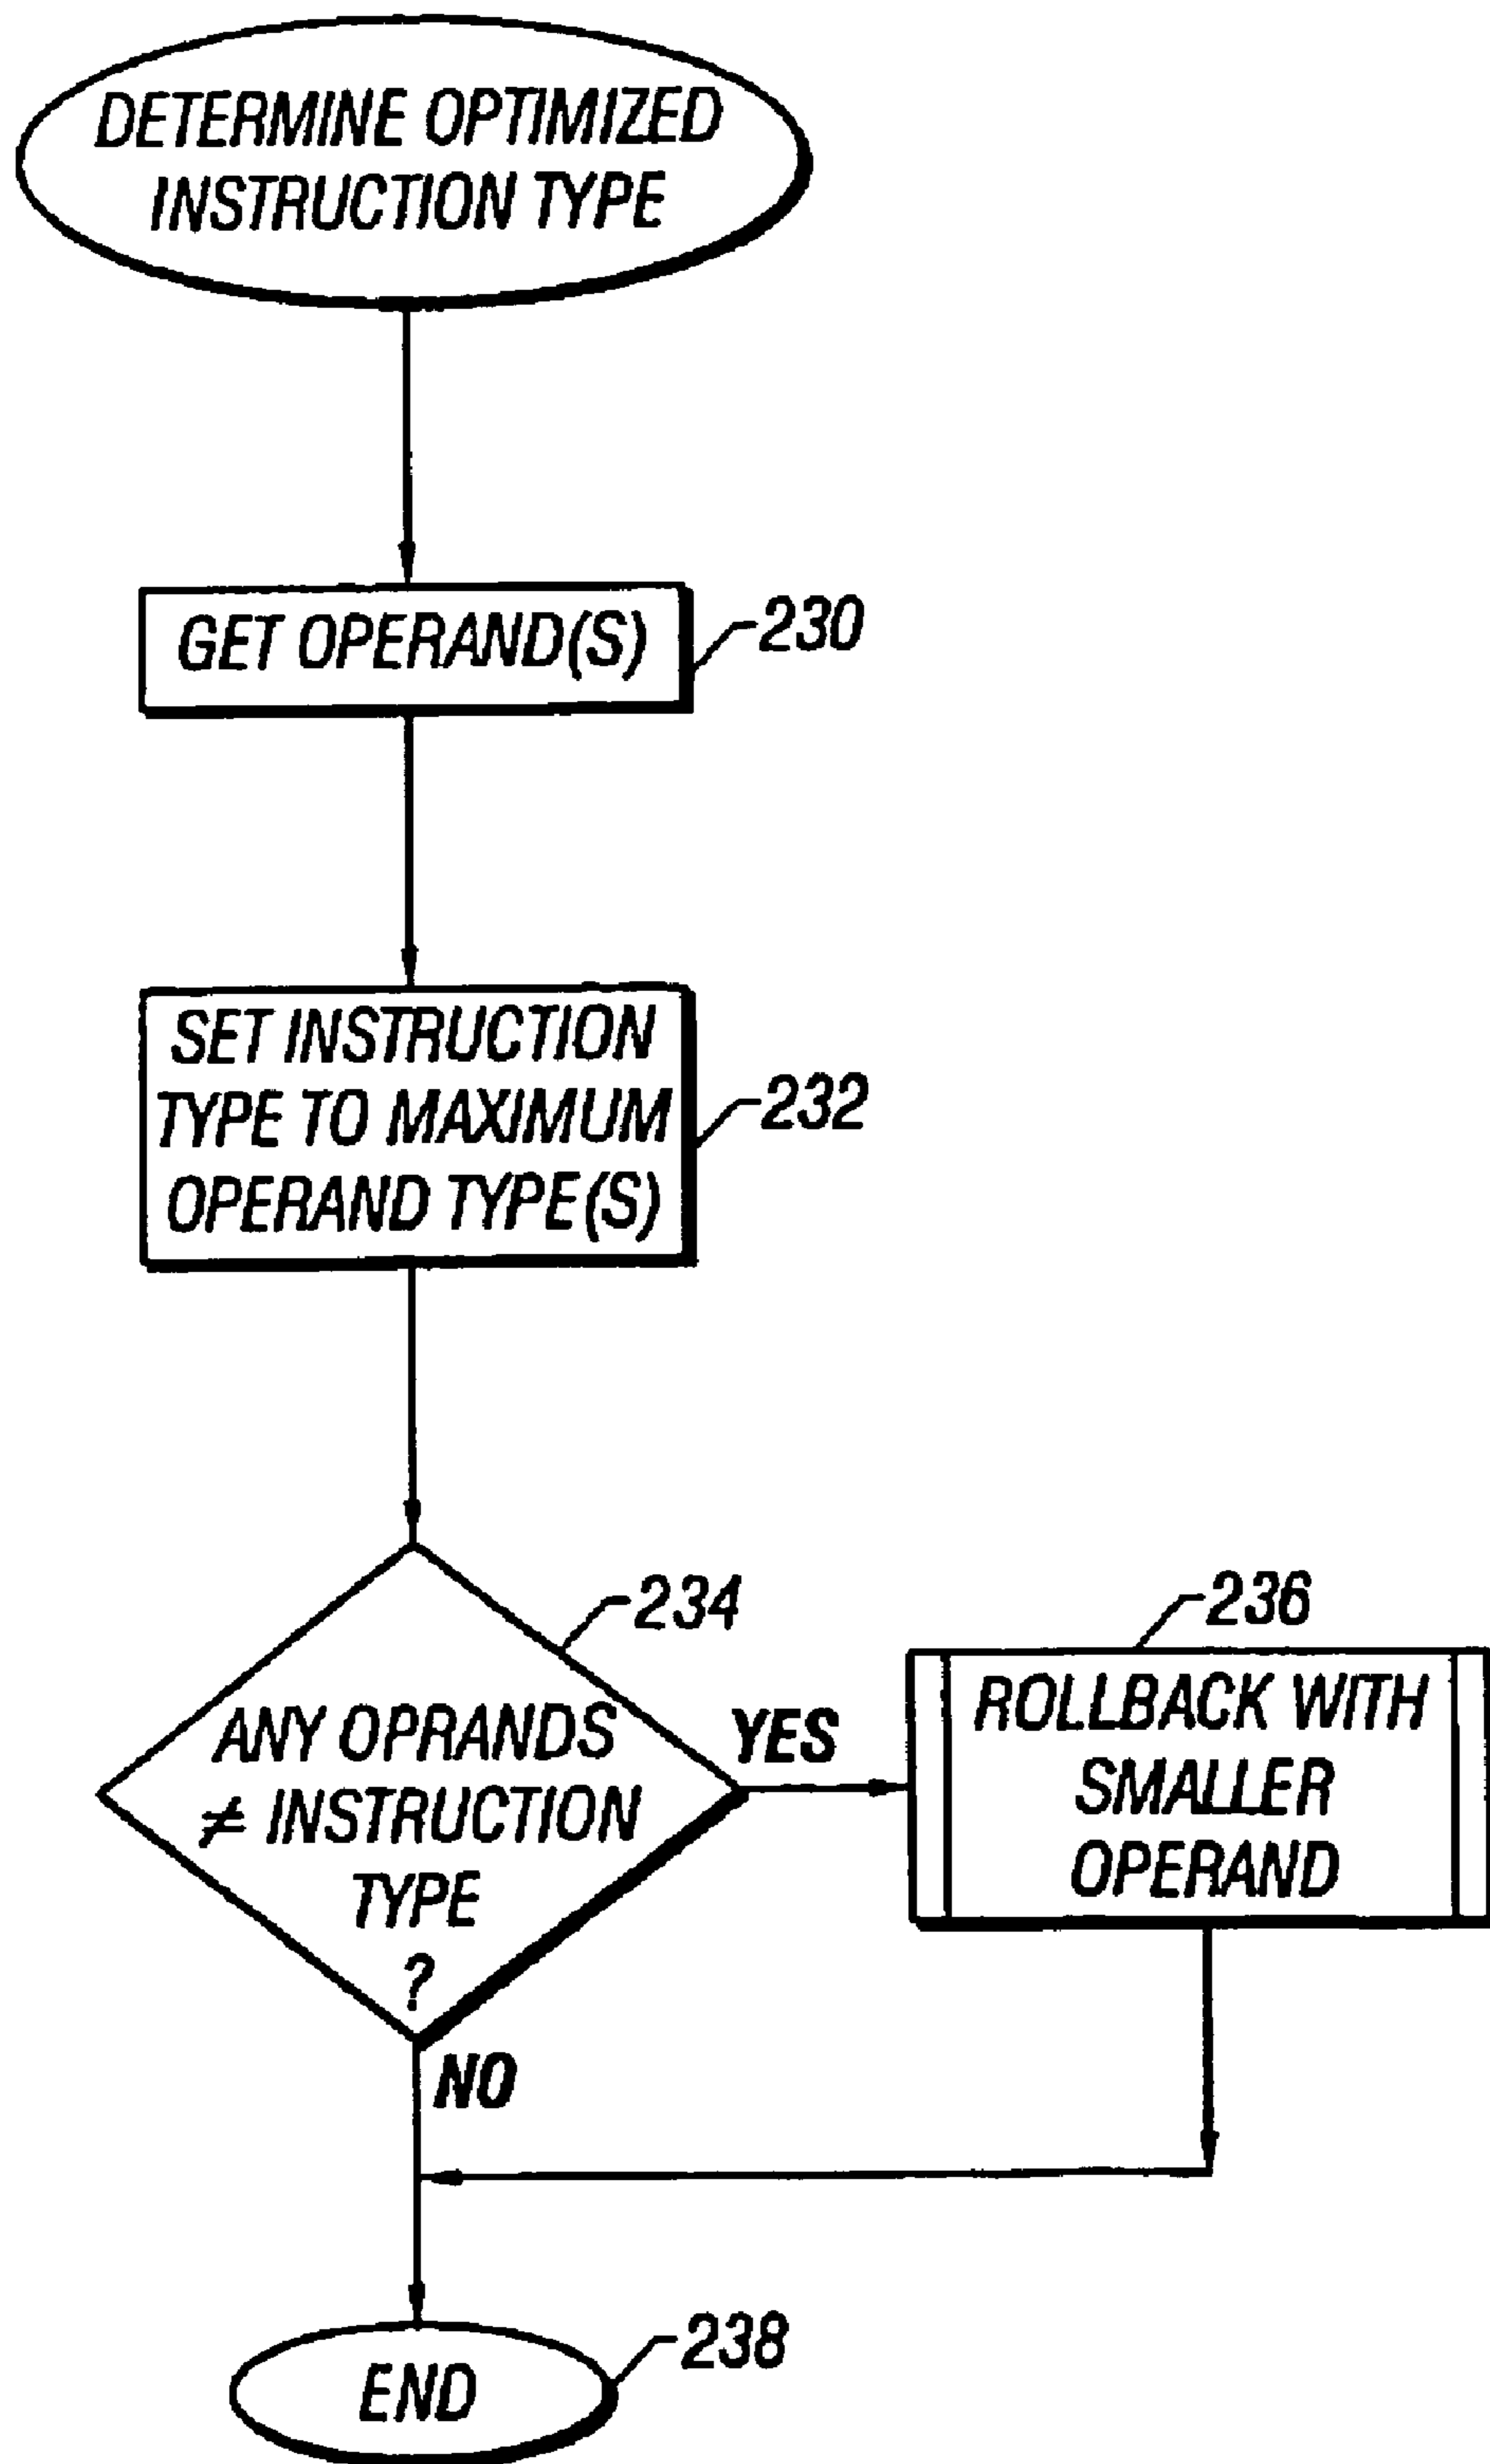 DETERMINE OPTIMIZED
INSTRUCTION TYPE
GET OPERAND(S)
230
SET INSTRUCTION
TYPE TO MAXIMUM
OPERAND TYPE(S)
232
234
ANY OPRANDS
≠ INSTRUCTION
TYPE
?
YES
NO
236
ROLLBACK WITH
SMALLER
OPERAND
END
238